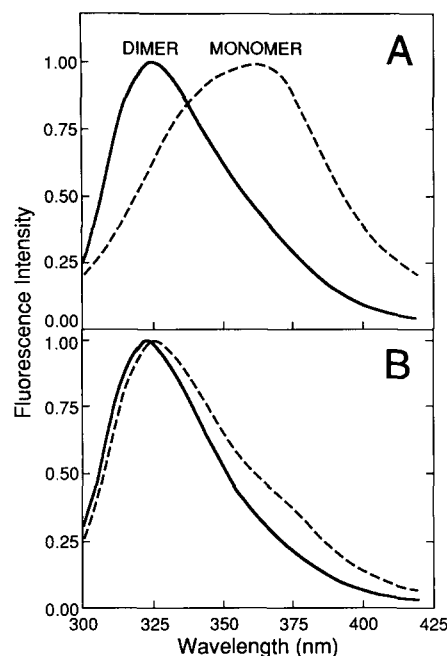 DIMER MONOMER A
1.00
0.75
0.50
0.25
0.00
B
1.00
0.75
0.50
0.25
0.00
300 325 350 375 400 425
Wavelength (nm)
Fluorescence Intensity